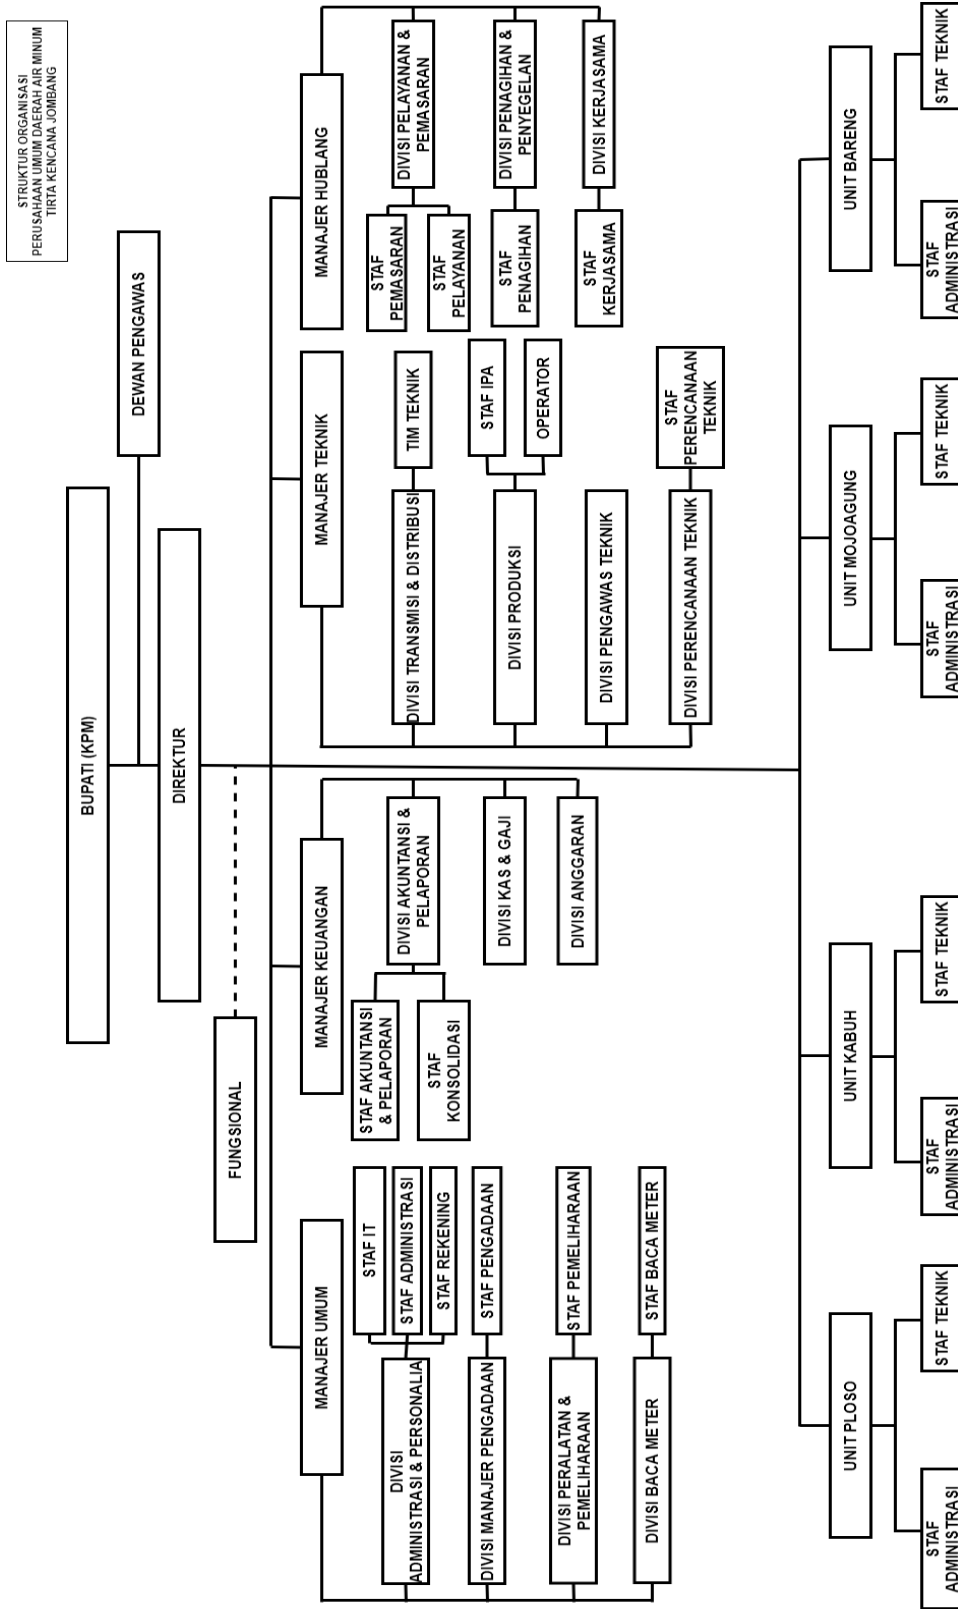 STRUKTUR ORGANISASI
PERUSAHAAN UMUM DAERAH AIR MINUM
TIRTA KENCANA JOMBANG
BUPATI (KPM)
DEWAN PENGAWAS
DIREKTUR
FUNGSIONAL
MANAJER UMUM
MANAJER KEUANGAN
MANAJER TEKNIK
MANAJER HUBLANG
DIVISI
ADMINISTRASI & PERSONALIA
STAF IT
STAF ADMINISTRASI
STAF REKENING
DIVISI MANAJER PENGADAAN
STAF PENGADAAN
DIVISI PERALATAN &
PEMELIHARAAN
STAF PEMELIHARAAN
DIVISI BACA METER
STAF BACA METER
STAF AKUNTANSI
& PELAPORAN
STAF
KONSOLIDASI
DIVISI AKUNTANSI &
PELAPORAN
DIVISI KAS & GAJI
DIVISI ANGGARAN
DIVISI TRANSMISI & DISTRIBUSI
TIM TEKNIK
DIVISI PRODUKSI
STAF IPA
OPERATOR
DIVISI PENGAWAS TEKNIK
DIVISI PERENCANAAN TEKNIK
STAF
PERENCANAAN
TEKNIK
STAF
PEMASARAN
STAF
PELAYANAN
DIVISI PELAYANAN &
PEMASARAN
STAF
PENAGIHAN
DIVISI PENAGIHAN &
PENYEGELAN
STAF
KERJASAMA
DIVISI KERJASAMA
UNIT PLOSO
UNIT KABUH
UNIT MOJOAGUNG
UNIT BARENG
STAF
ADMINISTRASI
STAF TEKNIK
STAF
ADMINISTRASI
STAF TEKNIK
STAF
ADMINISTRASI
STAF TEKNIK
STAF
ADMINISTRASI
STAF TEKNIK